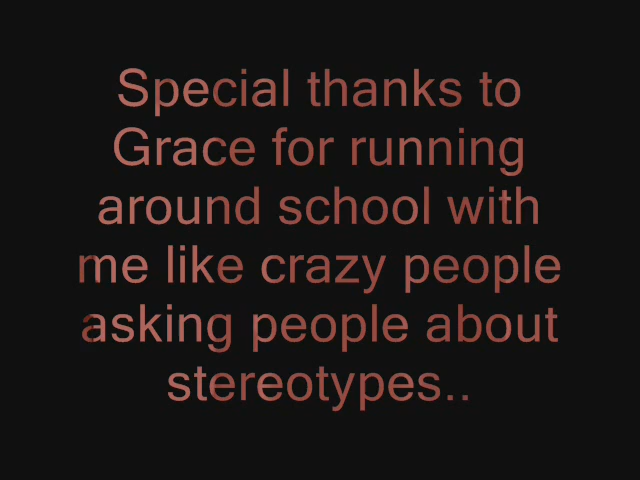 Special thanks to
Grace for running
around school with
me like crazy people
asking people about
stereotypes..